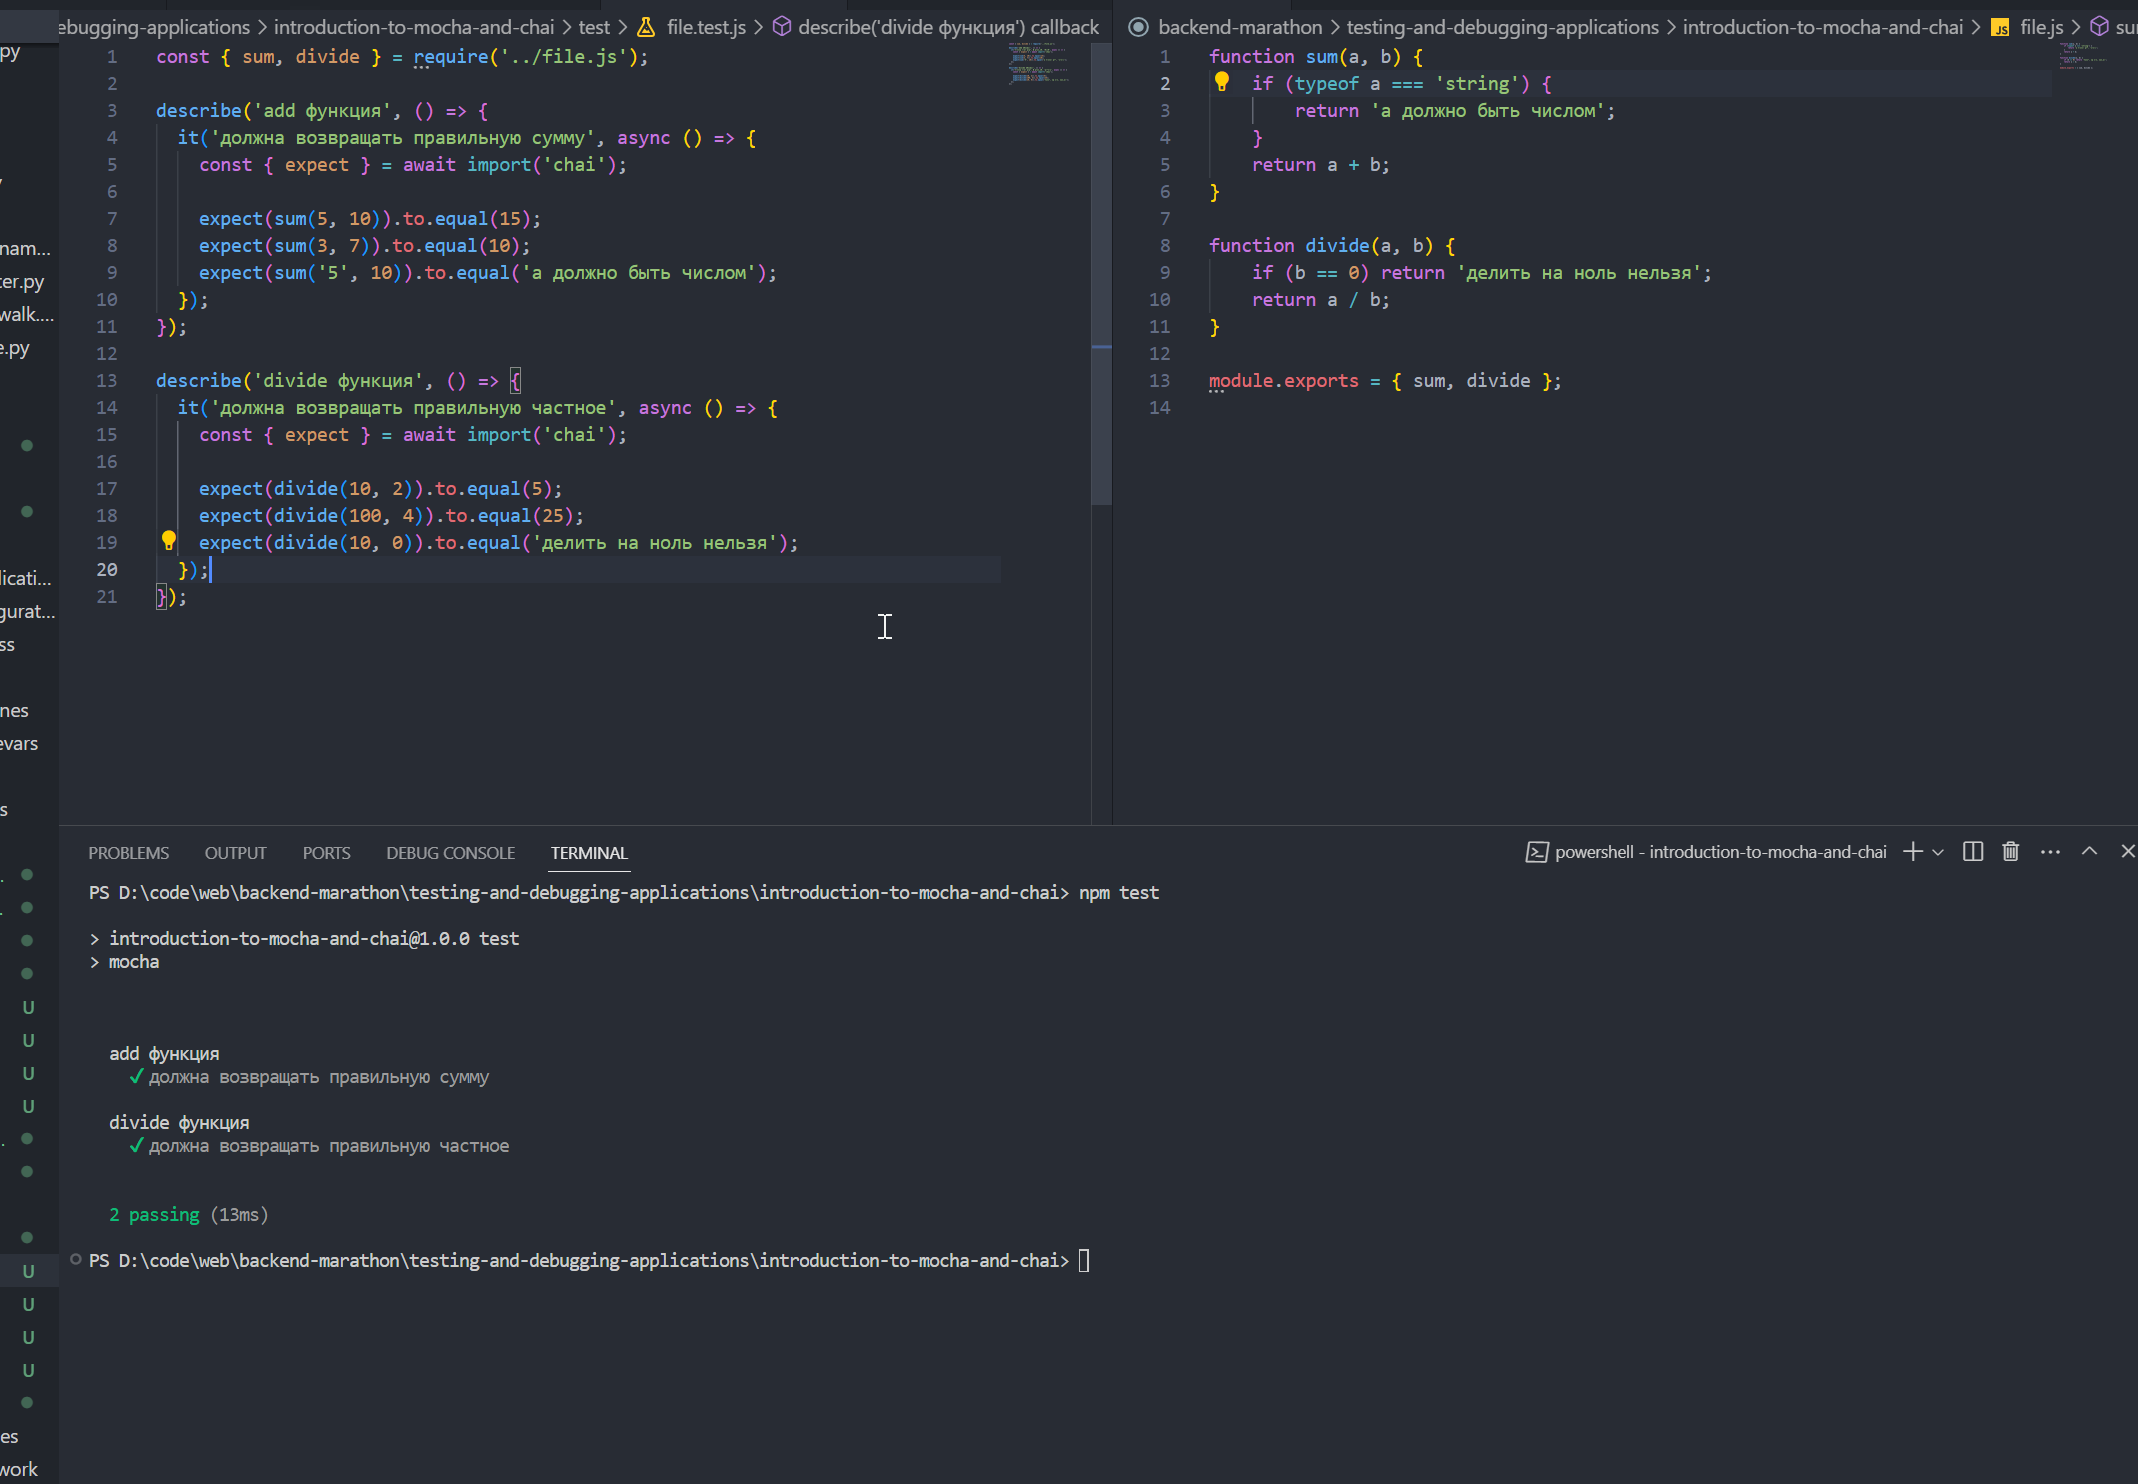 ebugging-applications > introduction-to-mocha-and-chai > test > file.test.js > describe('divide функция') callback
1 const { sum, divide } = require('../file.js');
2
3 describe('add функция', () => {
4 it('должна возвращать правильную сумму', async () => {
5 const { expect } = await import('chai');
6
7 expect(sum(5, 10)).to.equal(15);
8 expect(sum(3, 7)).to.equal(10);
9 expect(sum('5', 10)).to.equal('a должно быть числом');
10 });
11 });
12
13 describe('divide функция', () => {
14 it('должна возвращать правильную частное', async () => {
15 const { expect } = await import('chai');
16
17 expect(divide(10, 2)).to.equal(5);
18 expect(divide(100, 4)).to.equal(25);
19 expect(divide(10, 0)).to.equal('делить на ноль нельзя');
20 });
21 });
backend-marathon > testing-and-debugging-applications > introduction-to-mocha-and-chai > JS file.js > su
1 function sum(a, b) {
2 if (typeof a === 'string') {
3 return 'a должно быть числом';
4 }
5 return a + b;
6 }
7
8 function divide(a, b) {
9 if (b == 0) return 'делить на ноль нельзя';
10 return a / b;
11 }
12
13 module.exports = { sum, divide };
14
py
nam...
ter.py
walk....
e.py
licati...
gurat...
ss
nes
evars
s
U
U
U
U
U
U
U
U
es
work
PROBLEMS OUTPUT PORTS DEBUG CONSOLE TERMINAL
powershell - introduction-to-mocha-and-chai
PS D:\code\web\backend-marathon\testing-and-debugging-applications\introduction-to-mocha-and-chai> npm test
> introduction-to-mocha-and-chai@1.0.0 test
> mocha
add функция
✓ должна возвращать правильную сумму
divide функция
✓ должна возвращать правильную частное
2 passing (13ms)
PS D:\code\web\backend-marathon\testing-and-debugging-applications\introduction-to-mocha-and-chai>